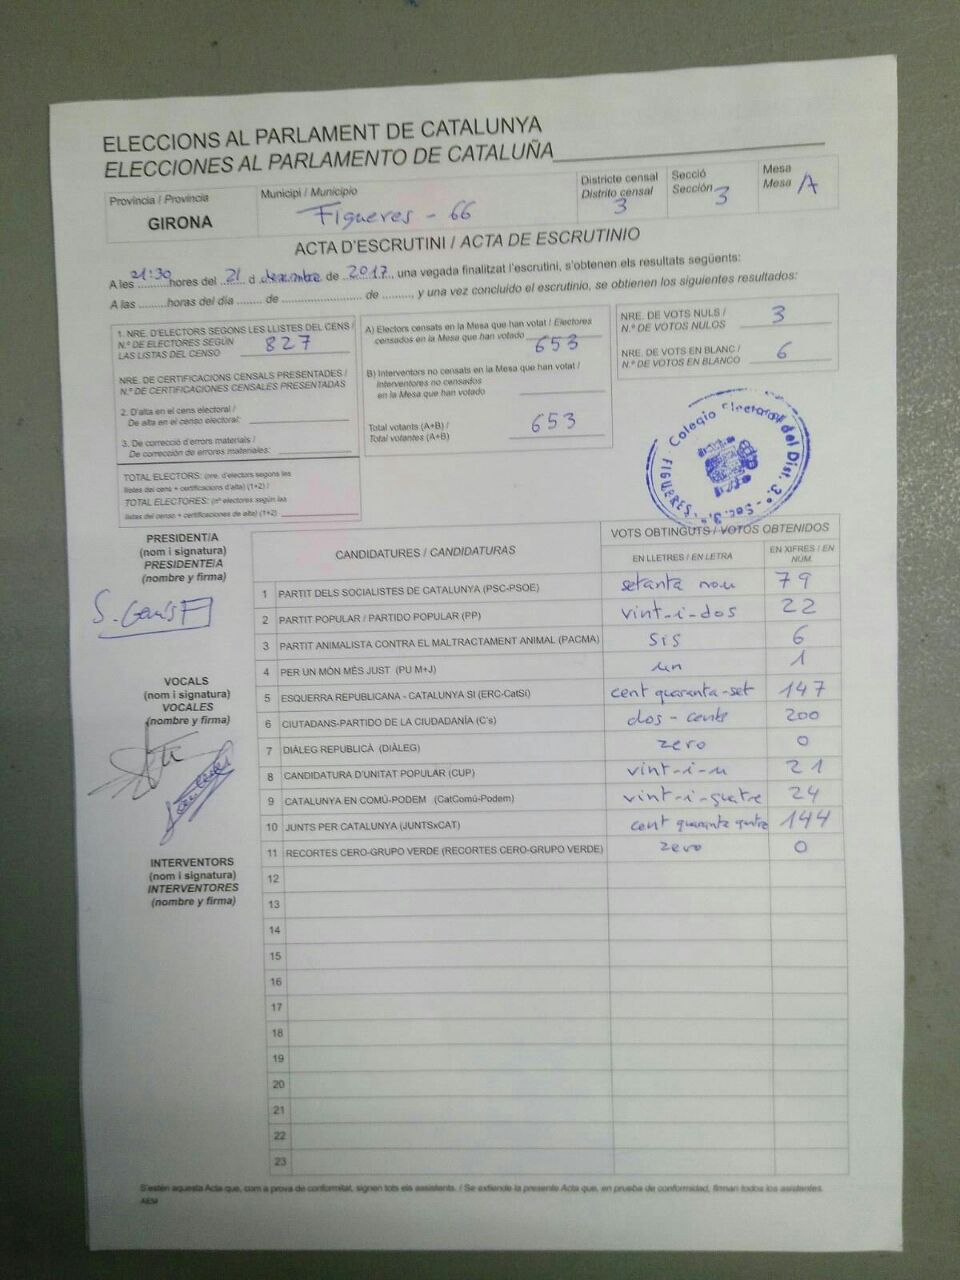 ELECCIONS AL PARLAMENT DE CATALUNYA
ELECCIONES AL PARLAMENTO DE CATALUÑA
Província / Provincia
GIRONA
Municipi / Municipio
Figueres - 66
Districte censal
Distrito censal
3
Secció
Sección
3
Mesa
Mesa
A
ACTA D'ESCRUTINI / ACTA DE ESCRUTINIO
A les 21:30 hores del 21 d desembre de 2017, una vegada finalitzat l'escrutini, s'obtenen els resultats següents:
A las .........horas del día ....... de ........................ de ........., y una vez concluido el escrutinio, se obtienen los siguientes resultados:
1. NRE. D'ELECTORS SEGONS LES LLISTES DEL CENS /
N.º DE ELECTORES SEGÚN
LAS LISTAS DEL CENSO
827
NRE. DE CERTIFICACIONS CENSALS PRESENTADES /
N.º DE CERTIFICACIONES CENSALES PRESENTADAS
2. D'alta en el cens electoral /
De alta en el censo electoral:
3. De correcció d'errors materials /
De corrección de errores materiales:
TOTAL ELECTORS: (nre. d'electors segons les
llistes del cens + certificacions d'alta) (1+2) /
TOTAL ELECTORES: (nº electores según las
listas del censo + certificaciones de alta) (1+2)
A) Electors censats en la Mesa que han votat / Electores
censados en la Mesa que han votado
653
B) Interventors no censats en la Mesa que han votat /
Interventores no censados
en la Mesa que han votado
Total votants (A+B) /
Total votantes (A+B)
653
NRE. DE VOTS NULS /
N.º DE VOTOS NULOS
3
NRE. DE VOTS EN BLANC /
N.º DE VOTOS EN BLANCO
6
Colegio Electoral del Dist. 3.º - Sec. 3.ª
FIGUERES
PRESIDENT/A
(nom i signatura)
PRESIDENTE/A
(nombre y firma)
VOCALS
(nom i signatura)
VOCALES
(nombre y firma)
INTERVENTORS
(nom i signatura)
INTERVENTORES
(nombre y firma)
CANDIDATURES / CANDIDATURAS
VOTS OBTINGUTS / VOTOS OBTENIDOS
EN LLETRES / EN LETRA
EN XIFRES / EN NÚM.
1 PARTIT DELS SOCIALISTES DE CATALUNYA (PSC-PSOE) setanta nou 79
2 PARTIT POPULAR / PARTIDO POPULAR (PP) vint-i-dos 22
3 PARTIT ANIMALISTA CONTRA EL MALTRACTAMENT ANIMAL (PACMA) sis 6
4 PER UN MÓN MÉS JUST (PU M+J) un 1
5 ESQUERRA REPUBLICANA - CATALUNYA SÍ (ERC-CatSí) cent quaranta-set 147
6 CIUTADANS-PARTIDO DE LA CIUDADANÍA (C's) dos-cents 200
7 DIÀLEG REPUBLICÀ (DIÀLEG) zero 0
8 CANDIDATURA D'UNITAT POPULAR (CUP) vint-i-u 21
9 CATALUNYA EN COMÚ-PODEM (CatComú-Podem) vint-i-quatre 24
10 JUNTS PER CATALUNYA (JUNTSxCAT) cent quaranta quatre 144
11 RECORTES CERO-GRUPO VERDE (RECORTES CERO-GRUPO VERDE) zero 0
12
13
14
15
16
17
18
19
20
21
22
23
S'estén aquesta Acta que, com a prova de conformitat, signen tots els assistents. / Se extiende la presente Acta que, en prueba de conformidad, firman todos los asistentes.